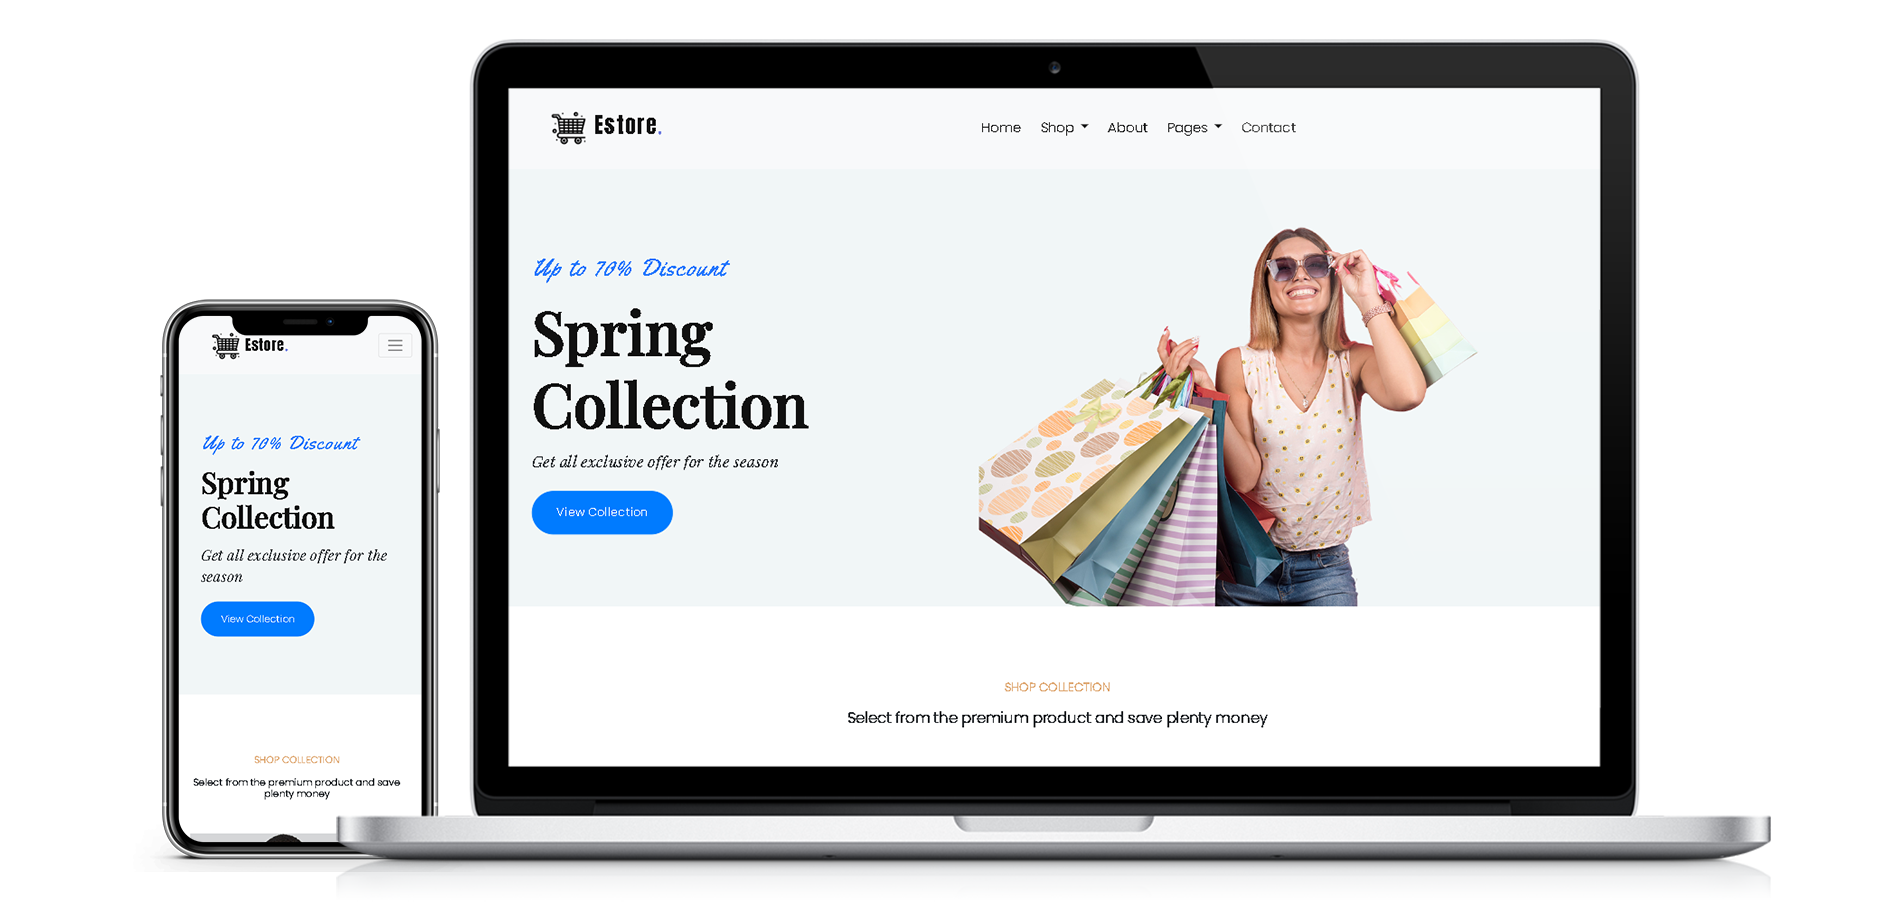 Estore.
Home Shop About Pages Contact
Up to 70% Discount
Spring
Collection
Get all exclusive offer for the season
View Collection
SHOP COLLECTION
Select from the premium product and save plenty money
Estore.
Up to 70% Discount
Spring
Collection
Get all exclusive offer for the
season
View Collection
SHOP COLLECTION
Select from the premium product and save
plenty money